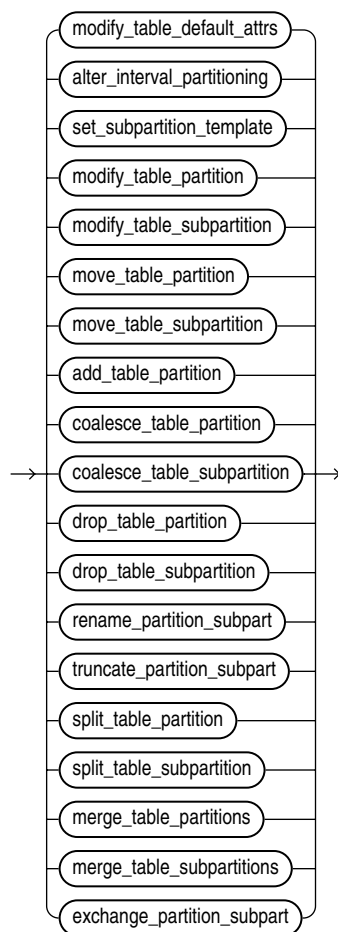 modify_table_default_attrs
alter_interval_partitioning
set_subpartition_template
modify_table_partition
modify_table_subpartition
move_table_partition
move_table_subpartition
add_table_partition
coalesce_table_partition
coalesce_table_subpartition
drop_table_partition
drop_table_subpartition
rename_partition_subpart
truncate_partition_subpart
split_table_partition
split_table_subpartition
merge_table_partitions
merge_table_subpartitions
exchange_partition_subpart